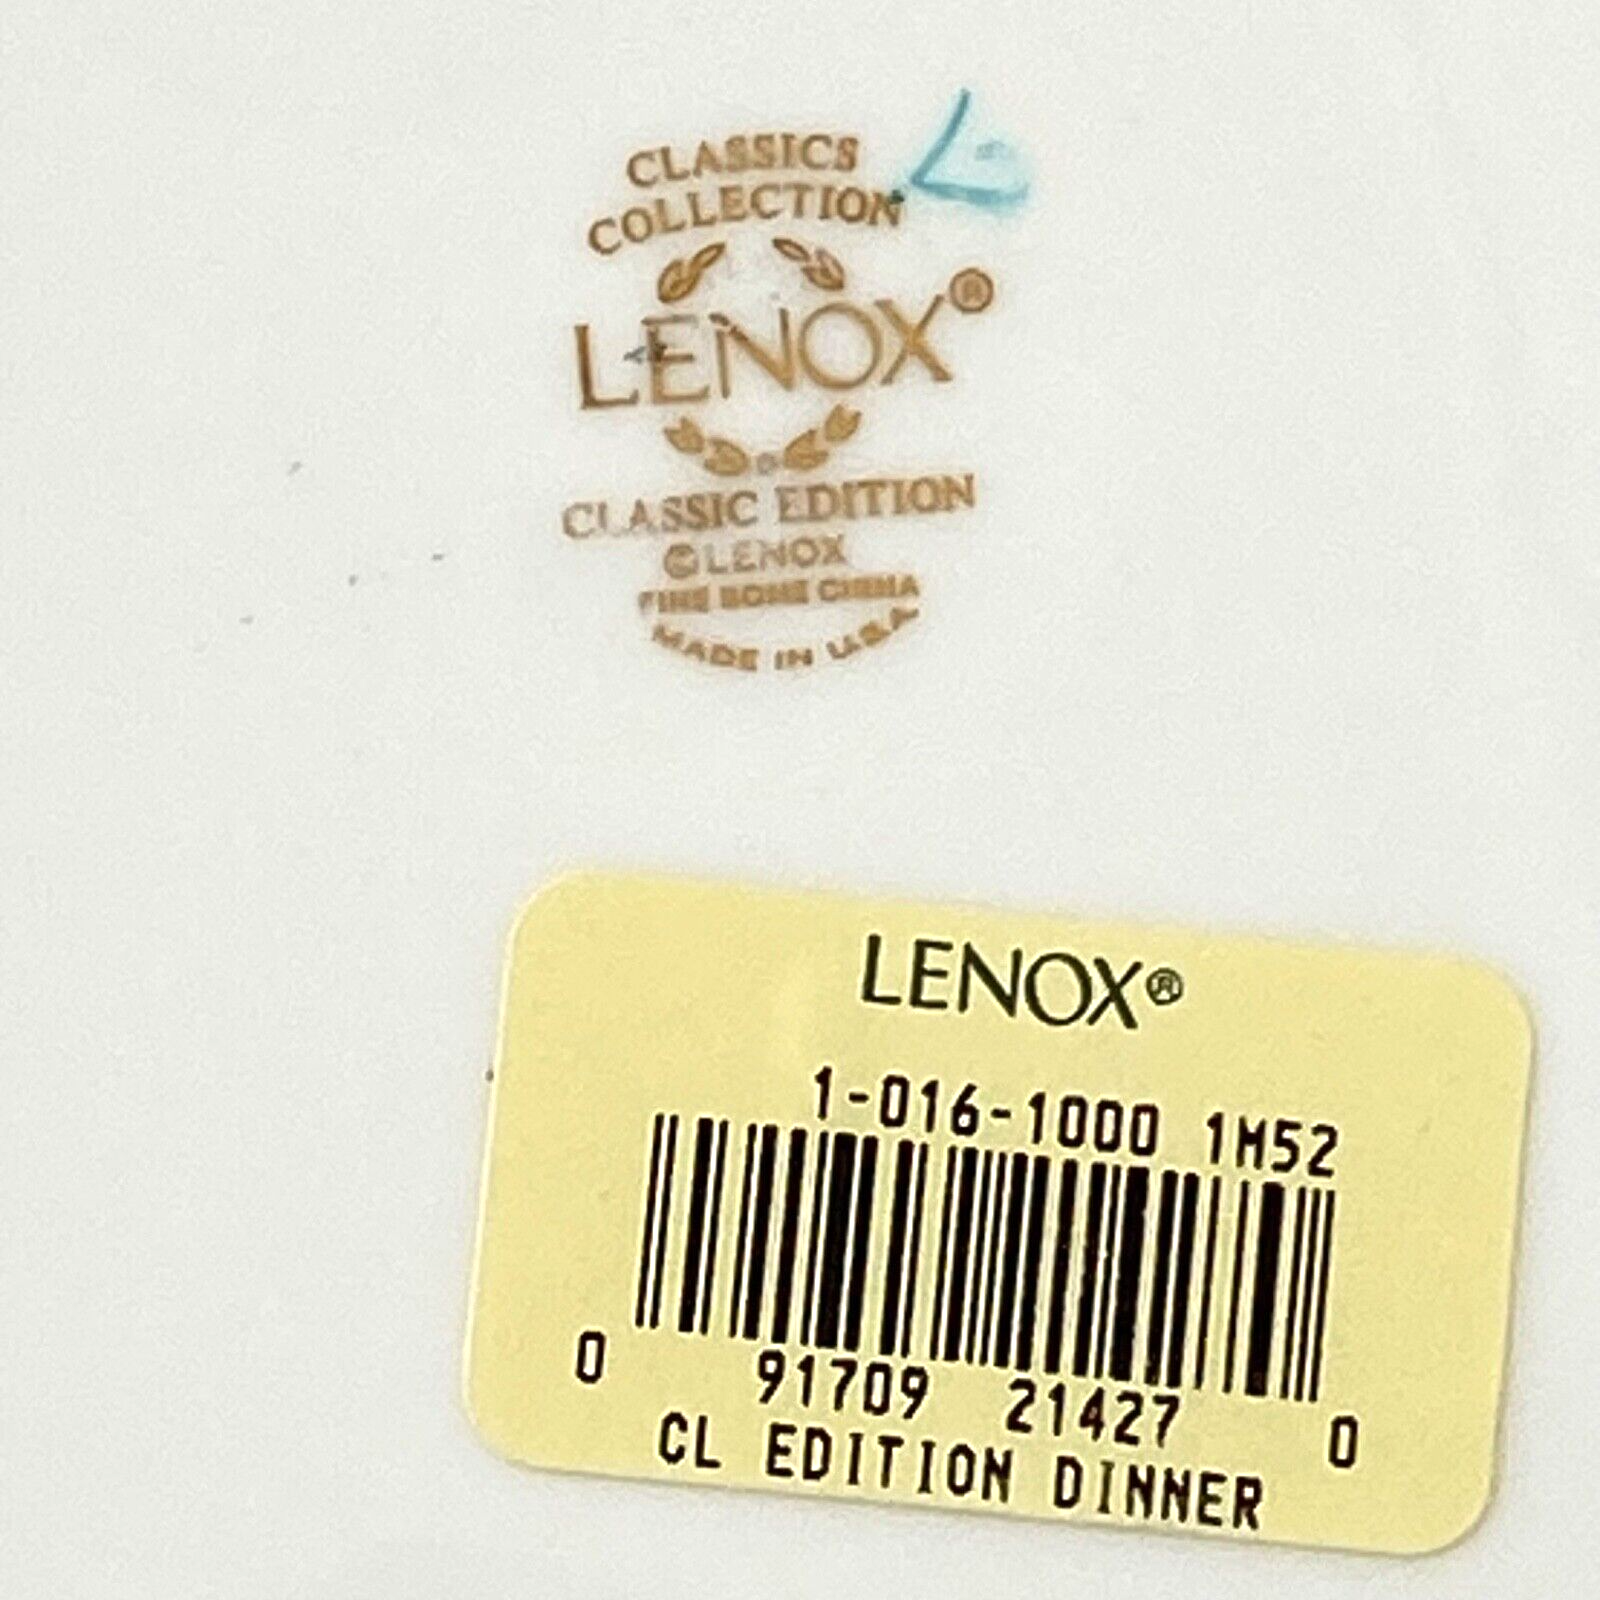 CLASSICS
COLLECTION
LENOX®
CLASSIC EDITION
©LENOX
FINE BONE CHINA
MADE IN U.S.A.
L
LENOX®
1-016-1000 1M52
0 91709 21427 0
CL EDITION DINNER